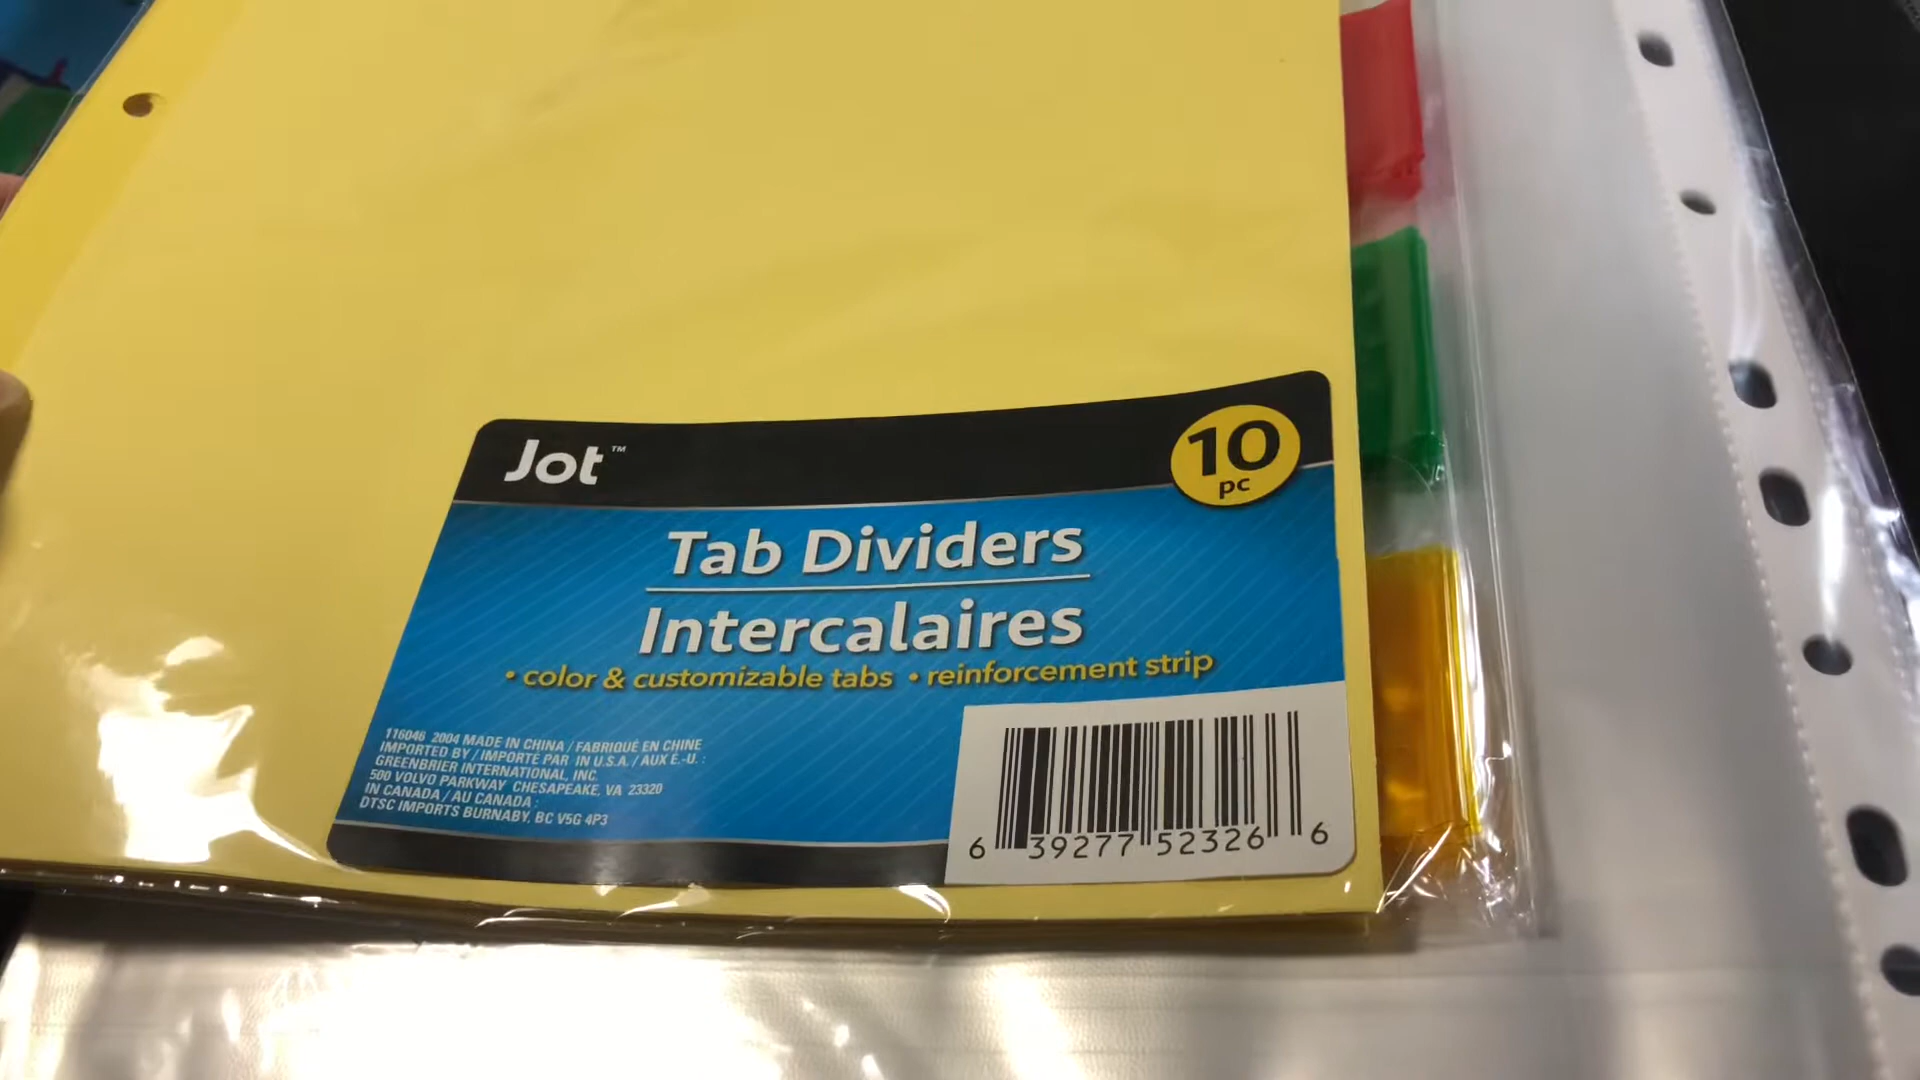 Jot™
10
pc
Tab Dividers
Intercalaires
• color & customizable tabs • reinforcement strip
116046 2004 MADE IN CHINA / FABRIQUÉ EN CHINE
IMPORTED BY / IMPORTÉ PAR IN U.S.A. / AUX E.-U. :
GREENBRIER INTERNATIONAL, INC.
500 VOLVO PARKWAY CHESAPEAKE, VA 23320
IN CANADA / AU CANADA :
DTSC IMPORTS BURNABY, BC V5G 4P3
6 39277 52326 6